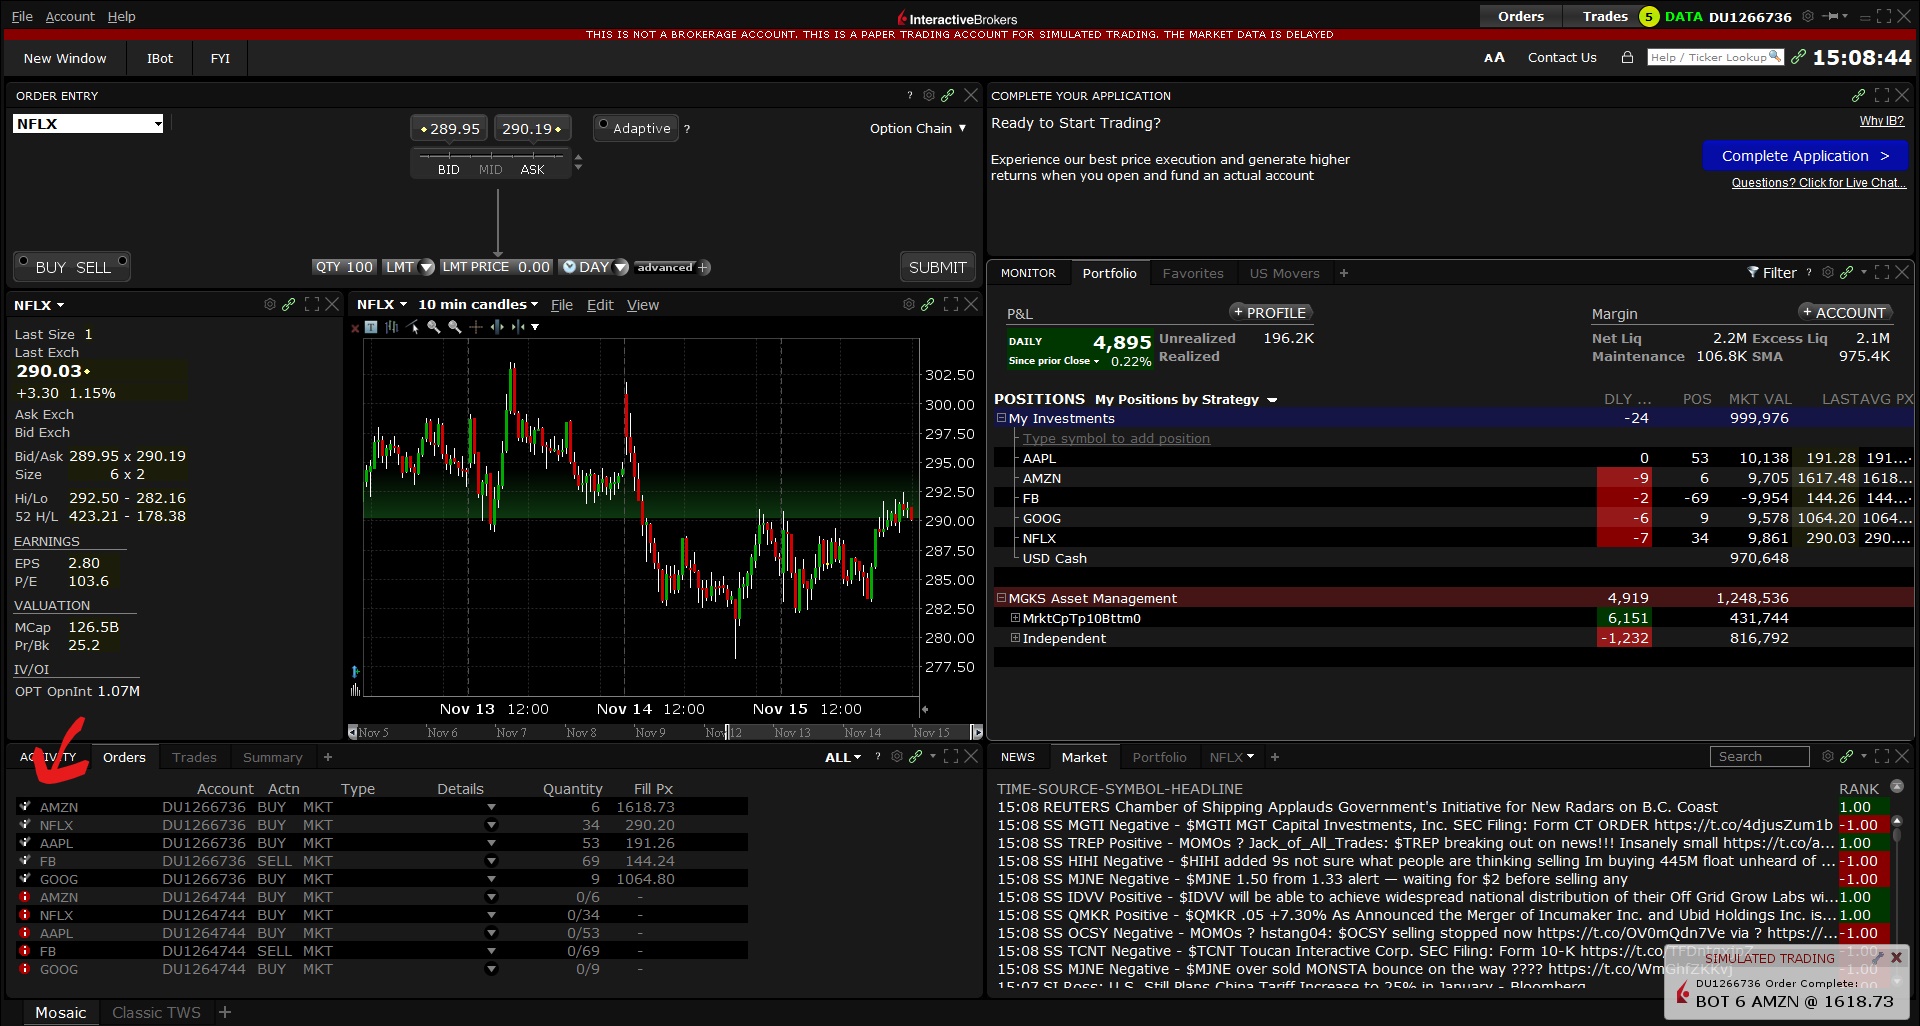 File Account Help
InteractiveBrokers
Orders Trades 5 DATA DU1266736
THIS IS NOT A BROKERAGE ACCOUNT. THIS IS A PAPER TRADING ACCOUNT FOR SIMULATED TRADING. THE MARKET DATA IS DELAYED
New Window IBot FYI
AA Contact Us Help / Ticker Lookup 15:08:44
ORDER ENTRY ?
NFLX
289.95 290.19 Adaptive ? Option Chain
BID MID ASK
BUY SELL QTY 100 LMT LMT PRICE 0.00 DAY advanced + SUBMIT
COMPLETE YOUR APPLICATION
Ready to Start Trading? Why IB?
Experience our best price execution and generate higher
returns when you open and fund an actual account
Complete Application >
Questions? Click for Live Chat...
NFLX
Last Size 1
Last Exch
290.03
+3.30 1.15%
Ask Exch
Bid Exch
Bid/Ask 289.95 x 290.19
Size 6 x 2
Hi/Lo 292.50 - 282.16
52 H/L 423.21 - 178.38
EARNINGS
EPS 2.80
P/E 103.6
VALUATION
MCap 126.5B
Pr/Bk 25.2
IV/OI
OPT OpnInt 1.07M
NFLX 10 min candles File Edit View
T
302.50
300.00
297.50
295.00
292.50
290.00
287.50
285.00
282.50
280.00
277.50
Nov 13 12:00 Nov 14 12:00 Nov 15 12:00
Nov 5 Nov 6 Nov 7 Nov 8 Nov 9 Nov 12 Nov 13 Nov 14 Nov 15
MONITOR Portfolio Favorites US Movers + Filter ?
P&L + PROFILE
DAILY 4,895 Unrealized 196.2K
Since prior Close 0.22% Realized
Margin + ACCOUNT
Net Liq 2.2M Excess Liq 2.1M
Maintenance 106.8K SMA 975.4K
POSITIONS My Positions by Strategy DLY ... POS MKT VAL LAST AVG PX
My Investments -24 999,976
Type symbol to add position
AAPL 0 53 10,138 191.28 191...
AMZN -9 6 9,705 1617.48 1618...
FB -2 -69 -9,954 144.26 144...
GOOG -6 9 9,578 1064.20 1064...
NFLX -7 34 9,861 290.03 290....
USD Cash 970,648
MGKS Asset Management 4,919 1,248,536
MrktCpTp10Bttm0 6,151 431,744
Independent -1,232 816,792
ACTIVITY Orders Trades Summary + ALL ?
Account Actn Type Details Quantity Fill Px
AMZN DU1266736 BUY MKT 6 1618.73
NFLX DU1266736 BUY MKT 34 290.20
AAPL DU1266736 BUY MKT 53 191.26
FB DU1266736 SELL MKT 69 144.24
GOOG DU1266736 BUY MKT 9 1064.80
AMZN DU1264744 BUY MKT 0/6 -
NFLX DU1264744 BUY MKT 0/34 -
AAPL DU1264744 BUY MKT 0/53 -
FB DU1264744 SELL MKT 0/69 -
GOOG DU1264744 BUY MKT 0/9 -
NEWS Market Portfolio NFLX + Search
TIME-SOURCE-SYMBOL-HEADLINE RANK
15:08 REUTERS Chamber of Shipping Applauds Government's Initiative for New Radars on B.C. Coast 1.00
15:08 SS MGTI Negative - $MGTI MGT Capital Investments, Inc. SEC Filing: Form CT ORDER https://t.co/4djusZum1b -1.00
15:08 SS TREP Positive - MOMOs ? Jack_of_All_Trades: $TREP breaking out on news!!! Insanely small https://t.co/a... 1.00
15:08 SS HIHI Negative - $HIHI added 9s not sure what people are thinking selling Im buying 445M float unheard of ... -1.00
15:08 SS MJNE Negative - $MJNE 1.50 from 1.33 alert — waiting for $2 before selling any -1.00
15:08 SS IDVV Positive - $IDVV will be able to achieve widespread national distribution of their Off Grid Grow Labs wi... 1.00
15:08 SS QMKR Positive - $QMKR .05 +7.30% As Announced the Merger of Incumaker Inc. and Ubid Holdings Inc. is... 1.00
15:08 SS OCSY Negative - MOMOs ? hstang04: $OCSY selling stopped now https://t.co/OV0mQdn7Ve via ? https://... -1.00
15:08 SS TCNT Negative - $TCNT Toucan Interactive Corp. SEC Filing: Form 10-K https://t.co/
15:08 SS MJNE Negative - $MJNE over sold MONSTA bounce on the way ???? https://t.co/
15:07 SJ Ross: U.S. Still Plans China Tariff Increase to 25% in January - Bloomberg
SIMULATED TRADING
DU1266736 Order Complete:
BOT 6 AMZN @ 1618.73
Mosaic Classic TWS +